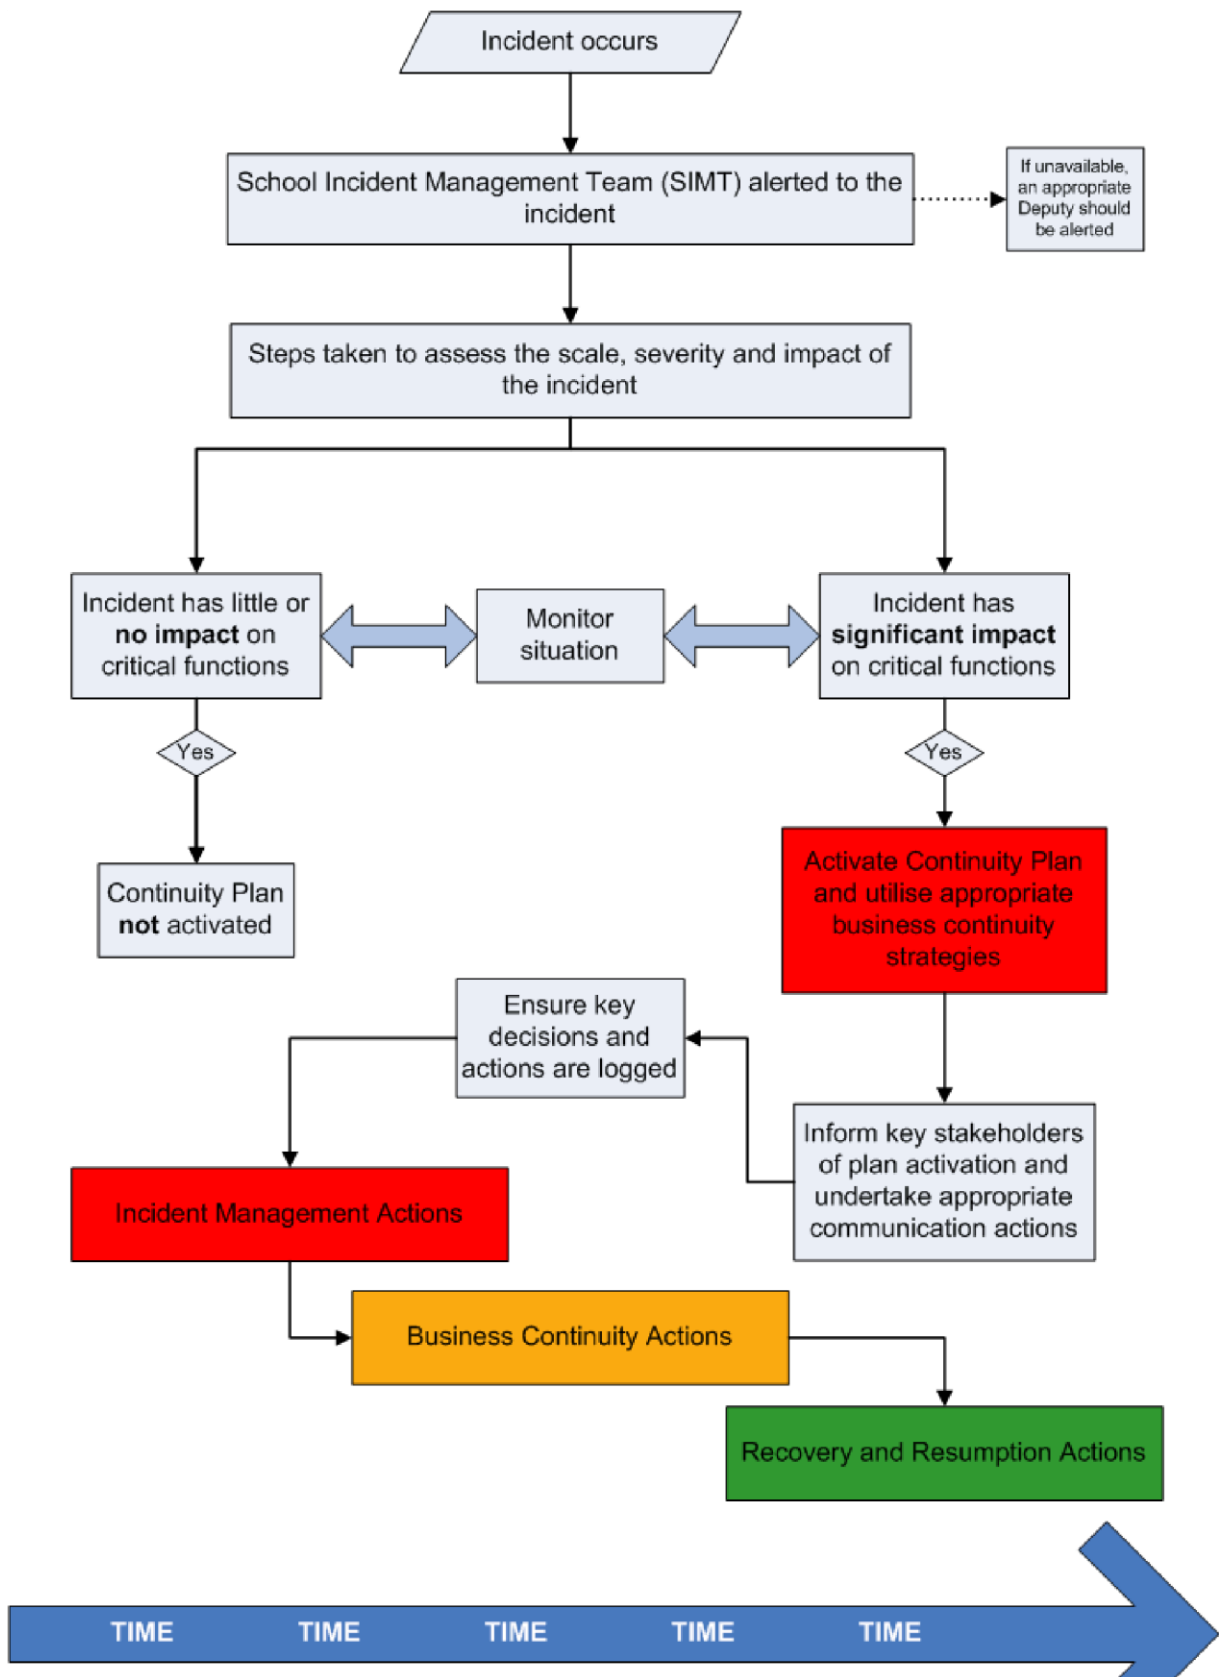 Incident occurs
School Incident Management Team (SIMT) alerted to the
incident
If unavailable,
an appropriate
Deputy should
be alerted
Steps taken to assess the scale, severity and impact of
the incident
Incident has little or
no impact on
critical functions
Monitor
situation
Incident has
significant impact
on critical functions
Yes
Yes
Continuity Plan
not activated
Activate Continuity Plan
and utilise appropriate
business continuity
strategies
Ensure key
decisions and
actions are logged
Inform key stakeholders
of plan activation and
undertake appropriate
communication actions
Incident Management Actions
Business Continuity Actions
Recovery and Resumption Actions
TIME TIME TIME TIME TIME